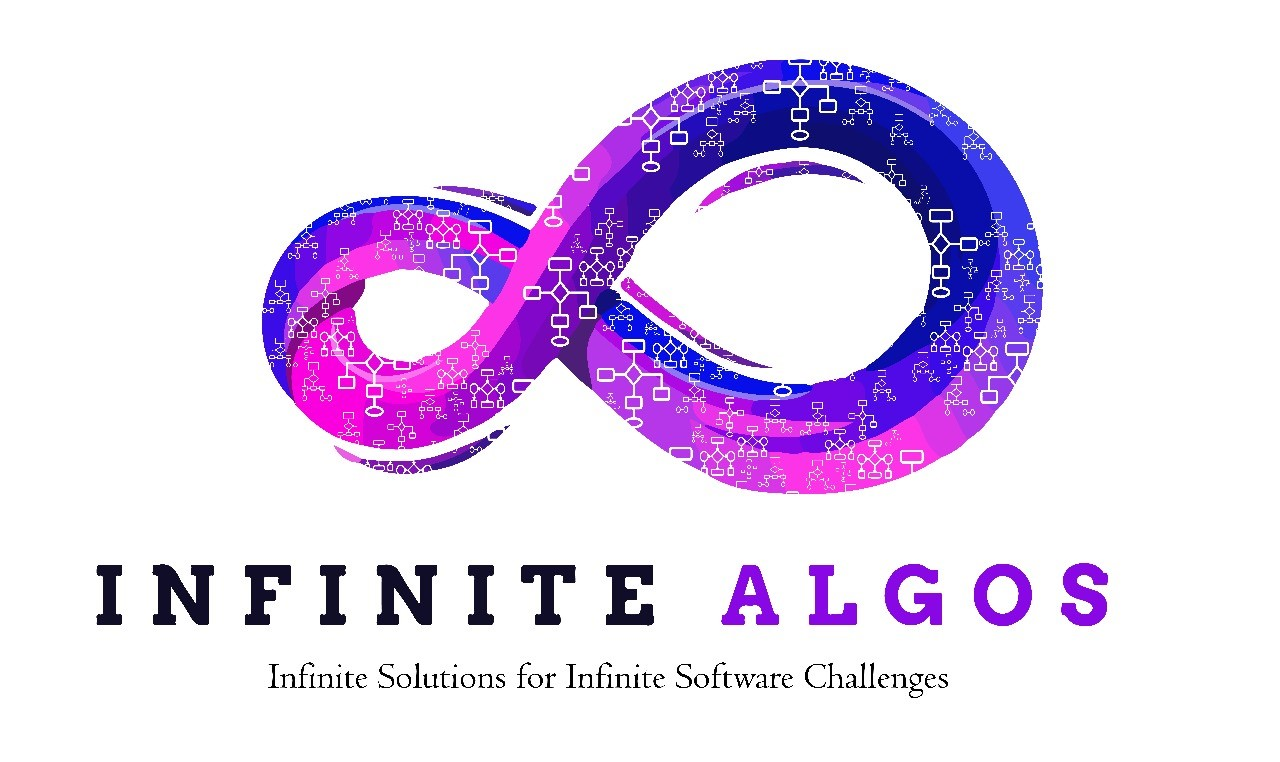 INFINITE ALGOS
Infinite Solutions for Infinite Software Challenges